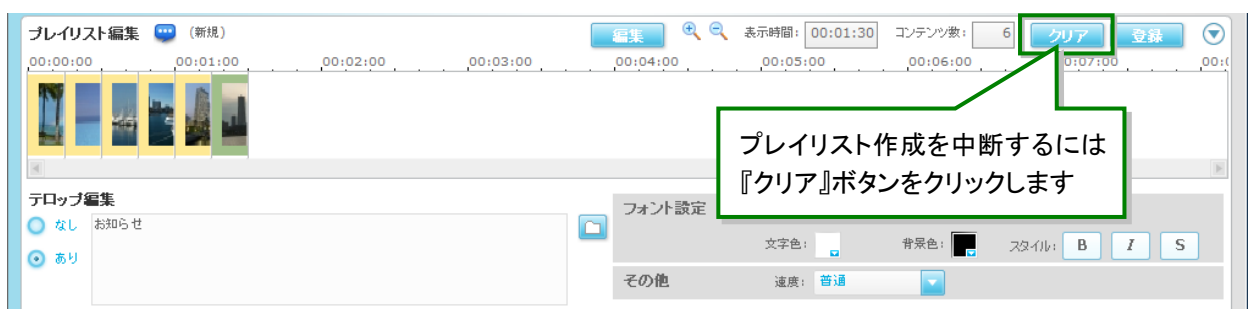 プレイリスト編集 (新規) 編集 表示時間: 00:01:30 コンテンツ数: 6 クリア 登録
00:00:00 00:01:00 00:02:00 00:03:00 00:04:00 00:05:00 00:06:00 0:07:00 00:
プレイリスト作成を中断するには
『クリア』ボタンをクリックします
テロップ編集
なし お知らせ
あり
フォント設定
文字色: 背景色: スタイル: B I S
その他 速度: 普通